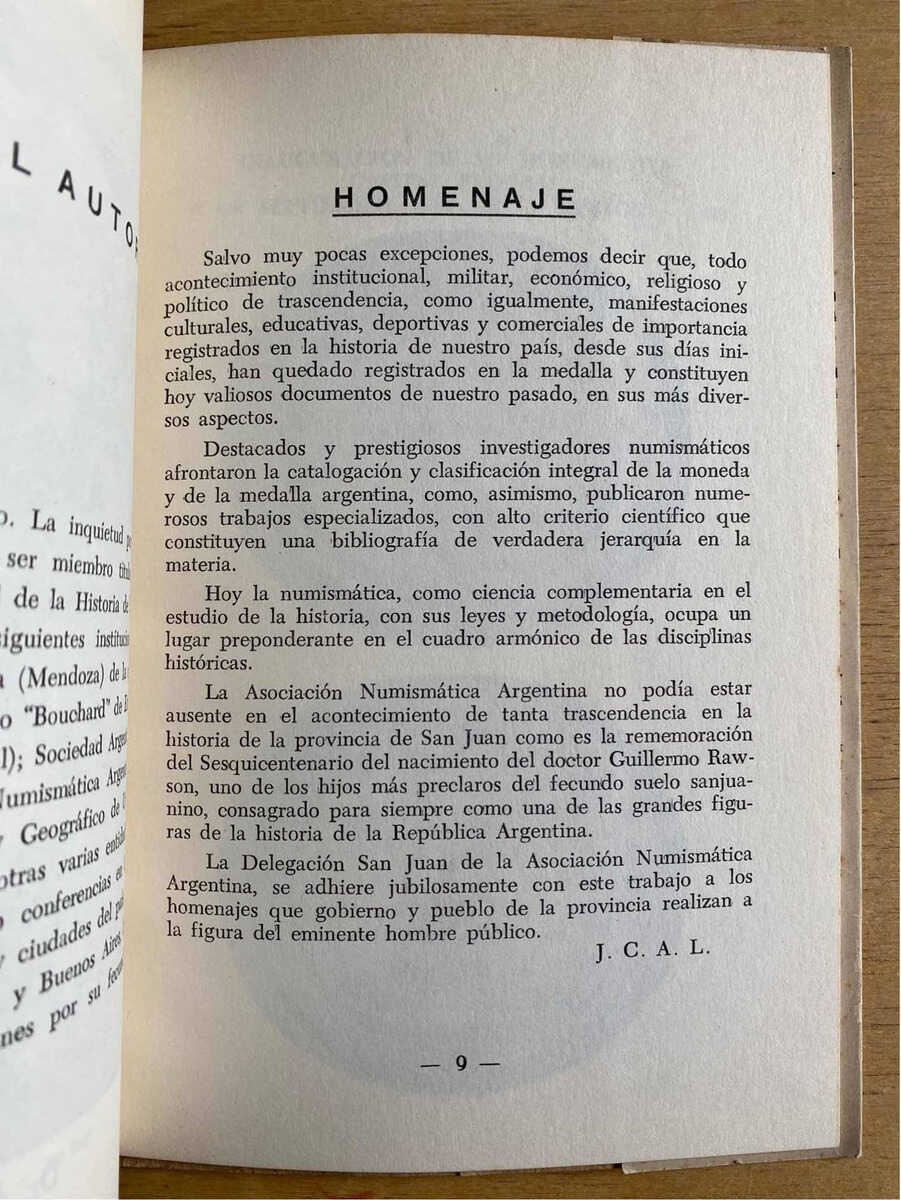 L AUTOR
La inquietud
ser miembro
de la Historia de
siguientes
(Mendoza) de la
"Bouchard" de
Sociedad
Numismática
Geográfico de
otras varias
conferencias en
ciudades del
y Buenos Aires
por su
HOMENAJE
Salvo muy pocas excepciones, podemos decir que, todo
acontecimiento institucional, militar, económico, religioso y
político de trascendencia, como igualmente, manifestaciones
culturales, educativas, deportivas y comerciales de importancia
registrados en la historia de nuestro país, desde sus días ini-
ciales, han quedado registrados en la medalla y constituyen
hoy valiosos documentos de nuestro pasado, en sus más diver-
sos aspectos.
Destacados y prestigiosos investigadores numismáticos
afrontaron la catalogación y clasificación integral de la moneda
y de la medalla argentina, como, asimismo, publicaron nume-
rosos trabajos especializados, con alto criterio científico que
constituyen una bibliografía de verdadera jerarquía en la
materia.
Hoy la numismática, como ciencia complementaria en el
estudio de la historia, con sus leyes y metodología, ocupa un
lugar preponderante en el cuadro armónico de las disciplinas
históricas.
La Asociación Numismática Argentina no podía estar
ausente en el acontecimiento de tanta trascendencia en la
historia de la provincia de San Juan como es la rememoración
del Sesquicentenario del nacimiento del doctor Guillermo Raw-
son, uno de los hijos más preclaros del fecundo suelo sanjua-
nino, consagrado para siempre como una de las grandes figu-
ras de la historia de la República Argentina.
La Delegación San Juan de la Asociación Numismática
Argentina, se adhiere jubilosamente con este trabajo a los
homenajes que gobierno y pueblo de la provincia realizan a
la figura del eminente hombre público.
J. C. A. L.
— 9 —